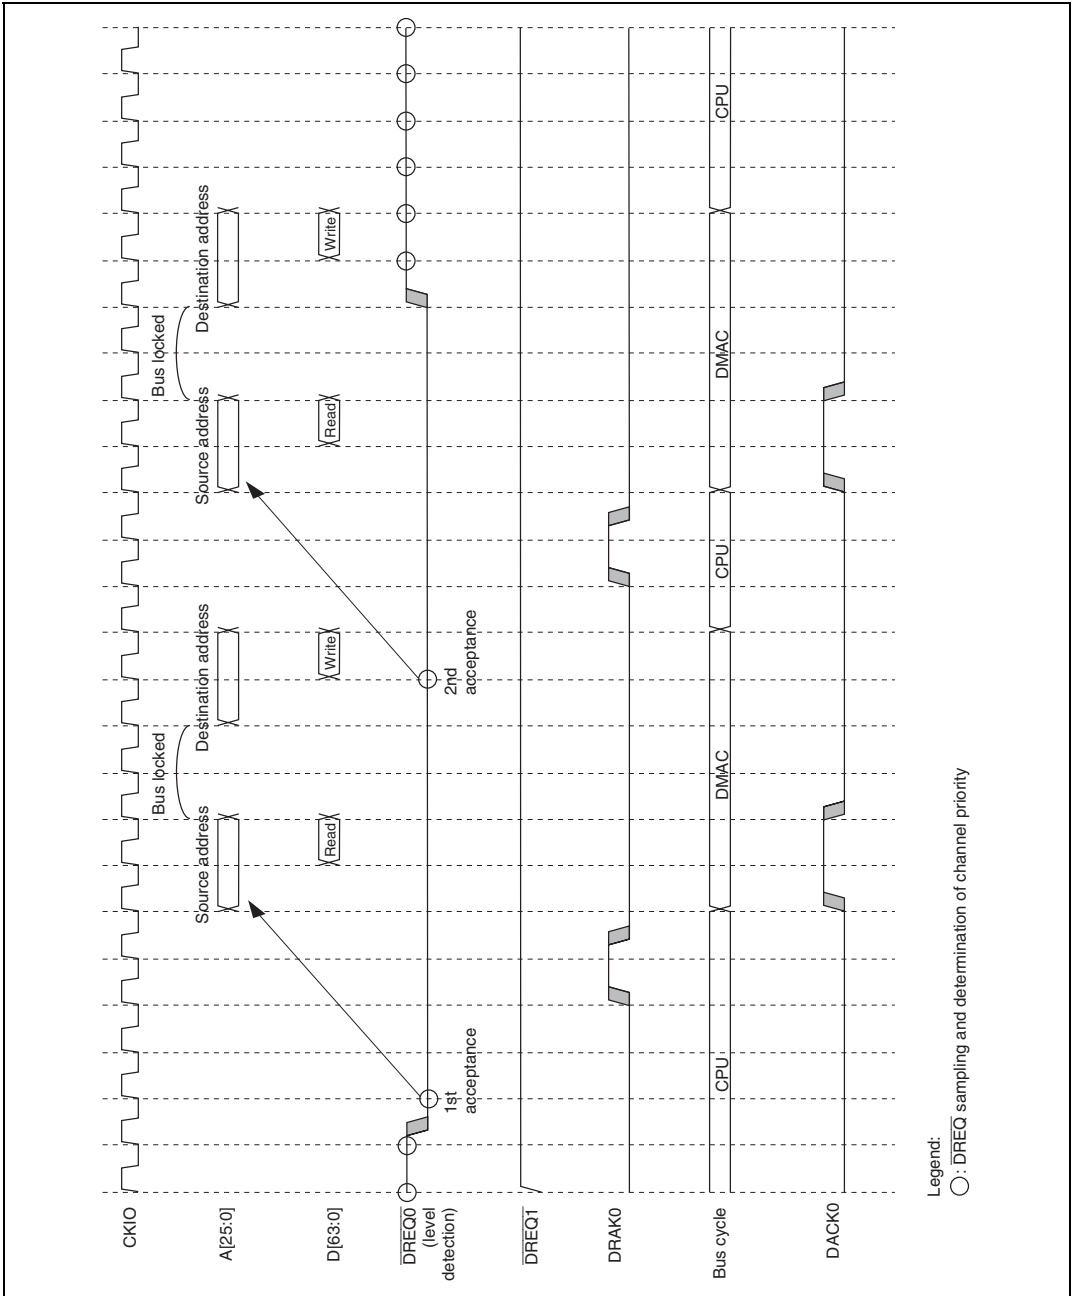 CKIO
Bus locked
Bus locked
Source address
Destination address
Source address
Destination address
A[25:0]
Read
Write
Read
Write
D[63:0]
DREQ0
(level
detection)
1st
acceptance
2nd
acceptance
DREQ1
DRAK0
Bus cycle
CPU
DMAC
CPU
DMAC
CPU
DACK0
Legend:
○: DREQ sampling and determination of channel priority